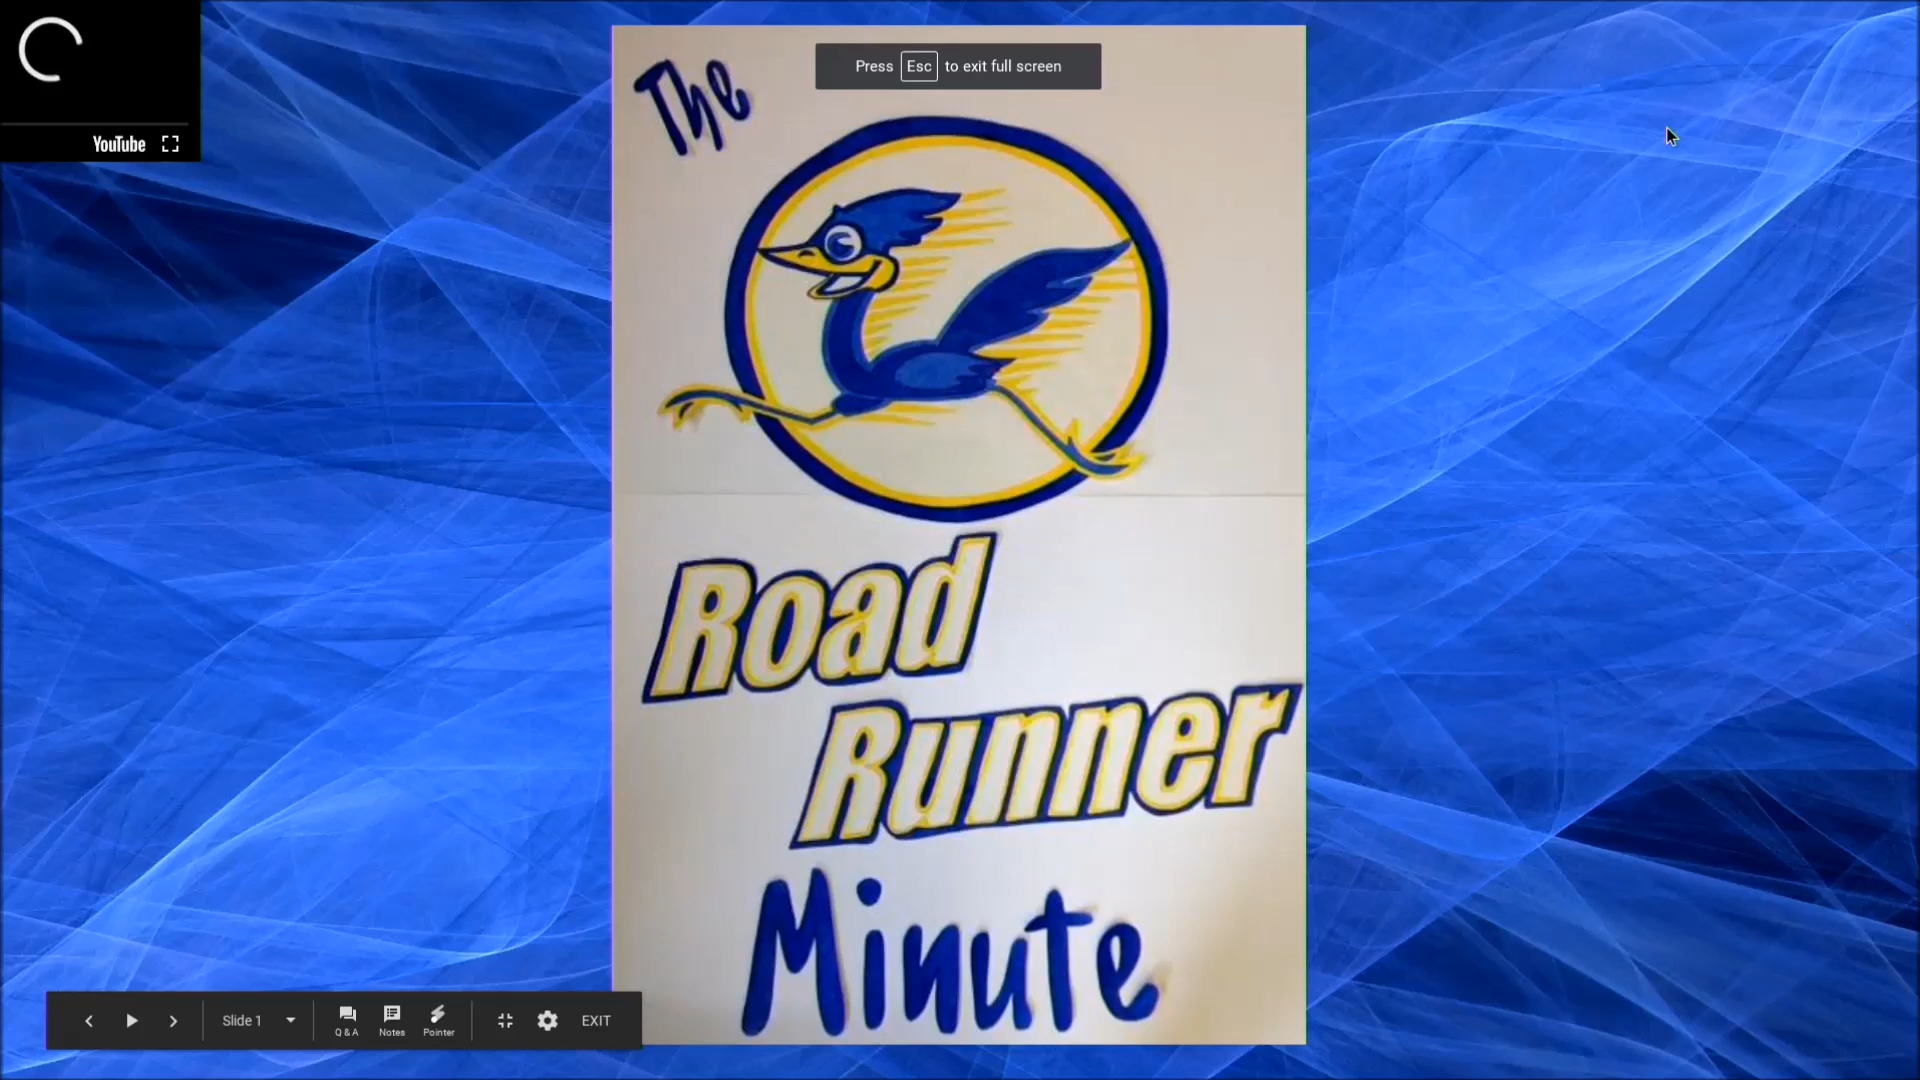 Press Esc to exit full screen
YouTube
The
Road
Runner
Minute
Slide 1
Q & A
Notes
Pointer
EXIT